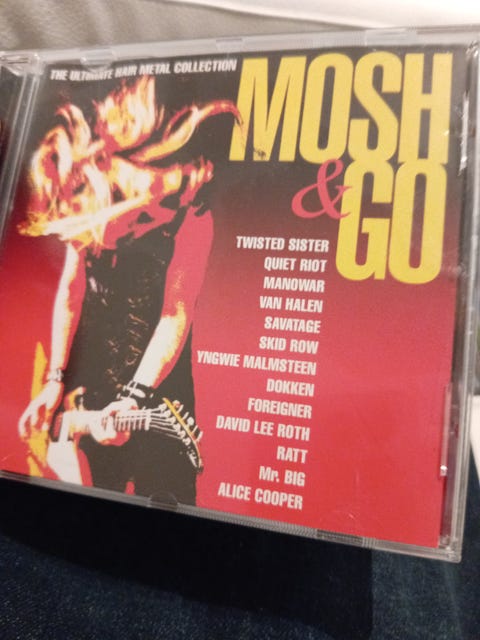 THE ULTIMATE HAIR METAL COLLECTION
MOSH
& GO
TWISTED SISTER
QUIET RIOT
MANOWAR
VAN HALEN
SAVATAGE
SKID ROW
YNGWIE MALMSTEEN
DOKKEN
FOREIGNER
DAVID LEE ROTH
RATT
Mr. BIG
ALICE COOPER